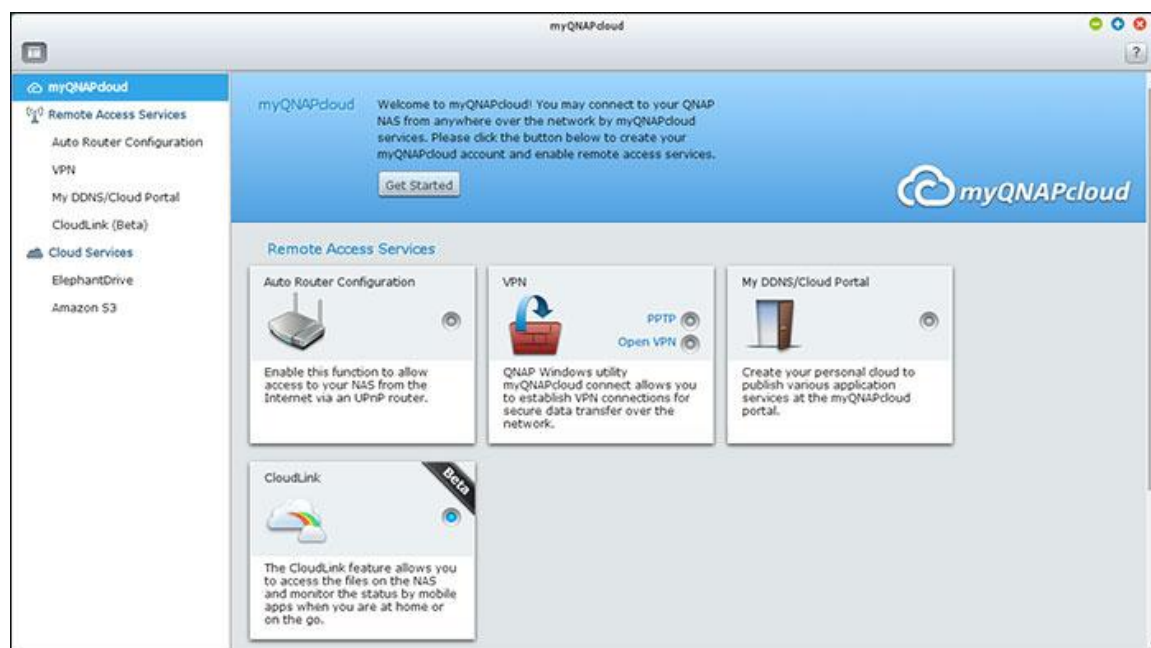 myQNAPcloud
?
myQNAPcloud
Remote Access Services
Auto Router Configuration
VPN
My DDNS/Cloud Portal
CloudLink (Beta)
Cloud Services
ElephantDrive
Amazon S3
myQNAPcloud
Welcome to myQNAPcloud! You may connect to your QNAP
NAS from anywhere over the network by myQNAPcloud
services. Please click the button below to create your
myQNAPcloud account and enable remote access services.
Get Started
myQNAPcloud
Remote Access Services
Auto Router Configuration
Enable this function to allow
access to your NAS from the
Internet via an UPnP router.
VPN
PPTP
Open VPN
QNAP Windows utility
myQNAPcloud connect allows you
to establish VPN connections for
secure data transfer over the
network.
My DDNS/Cloud Portal
Create your personal cloud to
publish various application
services at the myQNAPcloud
portal.
CloudLink
Beta
The CloudLink feature allows you
to access the files on the NAS
and monitor the status by mobile
apps when you are at home or
on the go.